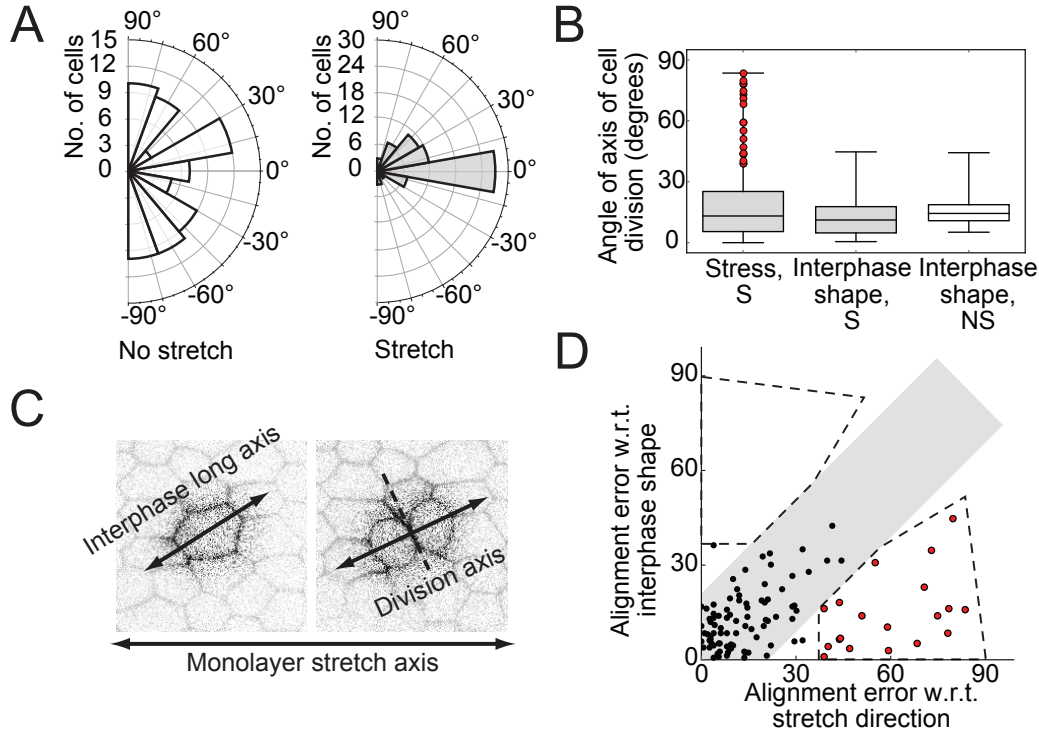 A
No. of cells
15
12
9
6
3
0
90°
60°
30°
0°
-30°
-60°
-90°
No stretch
No. of cells
30
24
18
12
6
0
90°
60°
30°
0°
-30°
-60°
-90°
Stretch
B
Angle of axis of cell
division (degrees)
90
60
30
0
Stress,
S
Interphase
shape,
S
Interphase
shape,
NS
C
Interphase long axis
Division axis
Monolayer stretch axis
D
Alignment error w.r.t.
interphase shape
90
60
30
0
0
30
60
90
Alignment error w.r.t.
stretch direction